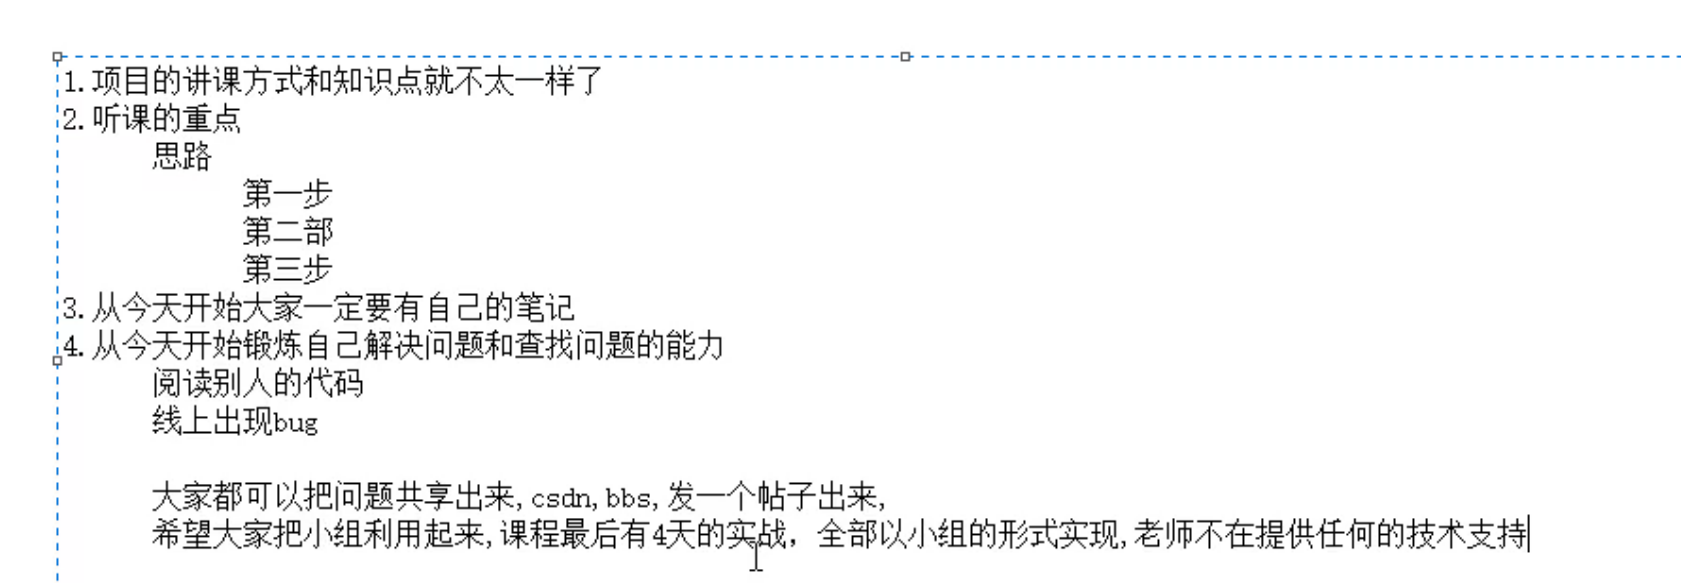 1.项目的讲课方式和知识点就不太一样了
2.听课的重点
思路
第一步
第二部
第三步
3.从今天开始大家一定要有自己的笔记
4.从今天开始锻炼自己解决问题和查找问题的能力
阅读别人的代码
线上出现bug
大家都可以把问题共享出来,csdn,bbs,发一个帖子出来,
希望大家把小组利用起来,课程最后有4天的实战，全部以小组的形式实现,老师不在提供任何的技术支持